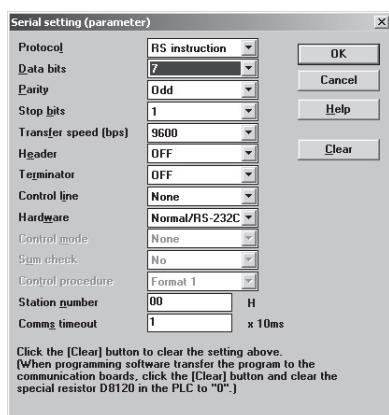 Serial setting (parameter)
Protocol RS instruction OK
Data bits 7
Parity Odd Cancel
Stop bits 1 Help
Transfer speed (bps) 9600
Header OFF Clear
Terminator OFF
Control line None
Hardware Normal/RS-232C
Control mode None
Sum check No
Control procedure Format 1
Station number 00 H
Comms timeout 1 x 10ms
Click the [Clear] button to clear the setting above.
(When programming software transfer the program to the
communication boards, click the [Clear] button and clear the
special resistor D8120 in the PLC to "0".)